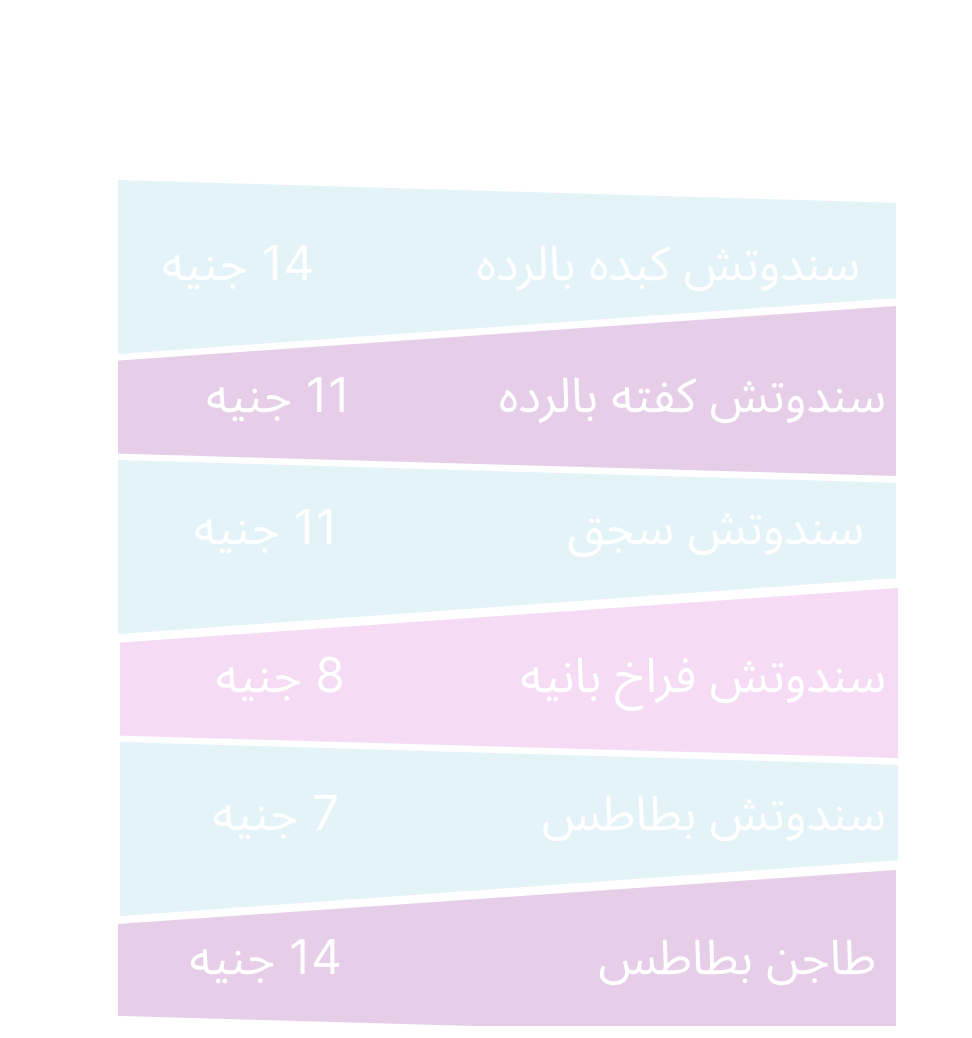 سندوتش كبده بالرده 14 جنيه
سندوتش كفته بالرده 11 جنيه
سندوتش سجق 11 جنيه
سندوتش فراخ بانيه 8 جنيه
سندوتش بطاطس 7 جنيه
طاجن بطاطس 14 جنيه